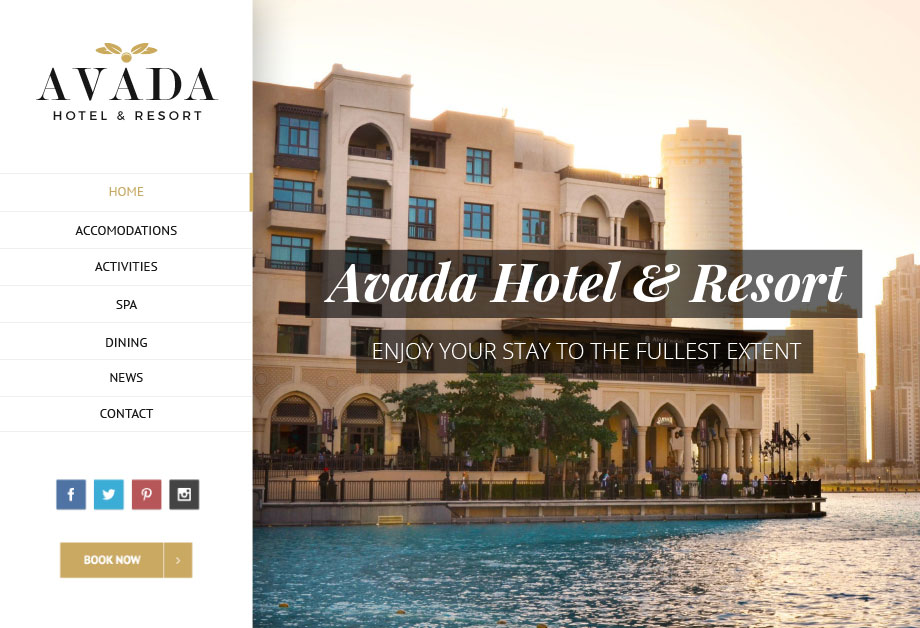 AVADA
HOTEL & RESORT
HOME
ACCOMODATIONS
ACTIVITIES
SPA
DINING
NEWS
CONTACT
BOOK NOW
Avada Hotel & Resort
ENJOY YOUR STAY TO THE FULLEST EXTENT